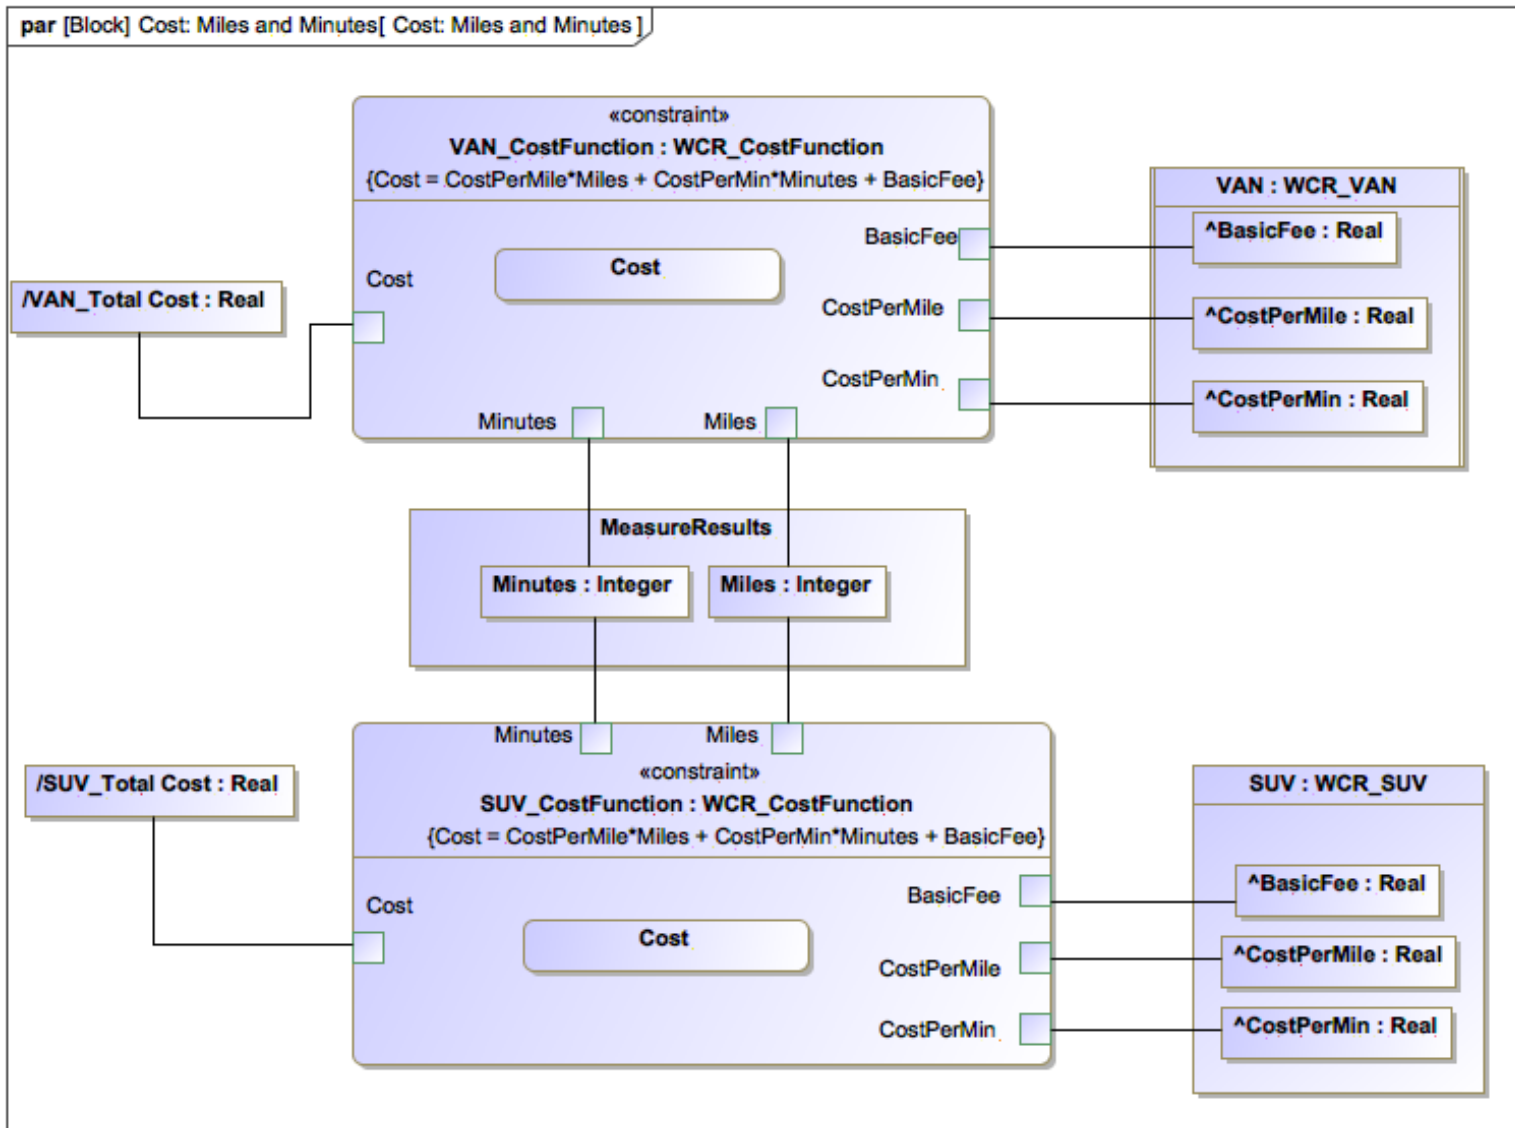 par [Block] Cost: Miles and Minutes[ Cost: Miles and Minutes ]
«constraint»
VAN_CostFunction : WCR_CostFunction
{Cost = CostPerMile*Miles + CostPerMin*Minutes + BasicFee}
VAN : WCR_VAN
^BasicFee : Real
BasicFee
Cost
Cost
/VAN_Total Cost : Real
CostPerMile
^CostPerMile : Real
CostPerMin
^CostPerMin : Real
Minutes
Miles
MeasureResults
Minutes : Integer
Miles : Integer
Minutes
Miles
«constraint»
SUV_CostFunction : WCR_CostFunction
{Cost = CostPerMile*Miles + CostPerMin*Minutes + BasicFee}
/SUV_Total Cost : Real
SUV : WCR_SUV
BasicFee
^BasicFee : Real
Cost
Cost
CostPerMile
^CostPerMile : Real
CostPerMin
^CostPerMin : Real